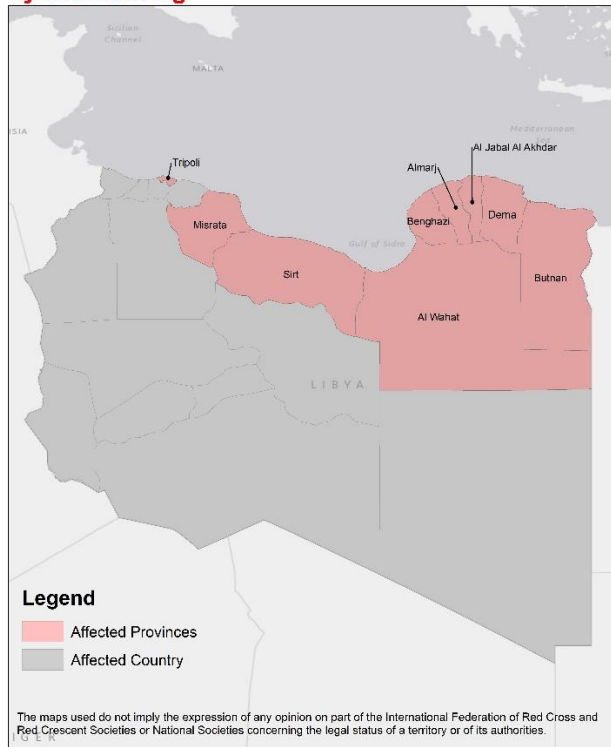 Sicilian
Channel
MALTA
Mediterranean
Sea
Tripoli
Al Jabal Al Akhdar
Almarj
Misrata
Benghazi
Derna
Gulf of Sidra
Sirt
Butnan
Al Wahat
LIBYA
Legend
Affected Provinces
Affected Country
The maps used do not imply the expression of any opinion on part of the International Federation of Red Cross and
Red Crescent Societies or National Societies concerning the legal status of a territory or of its authorities.